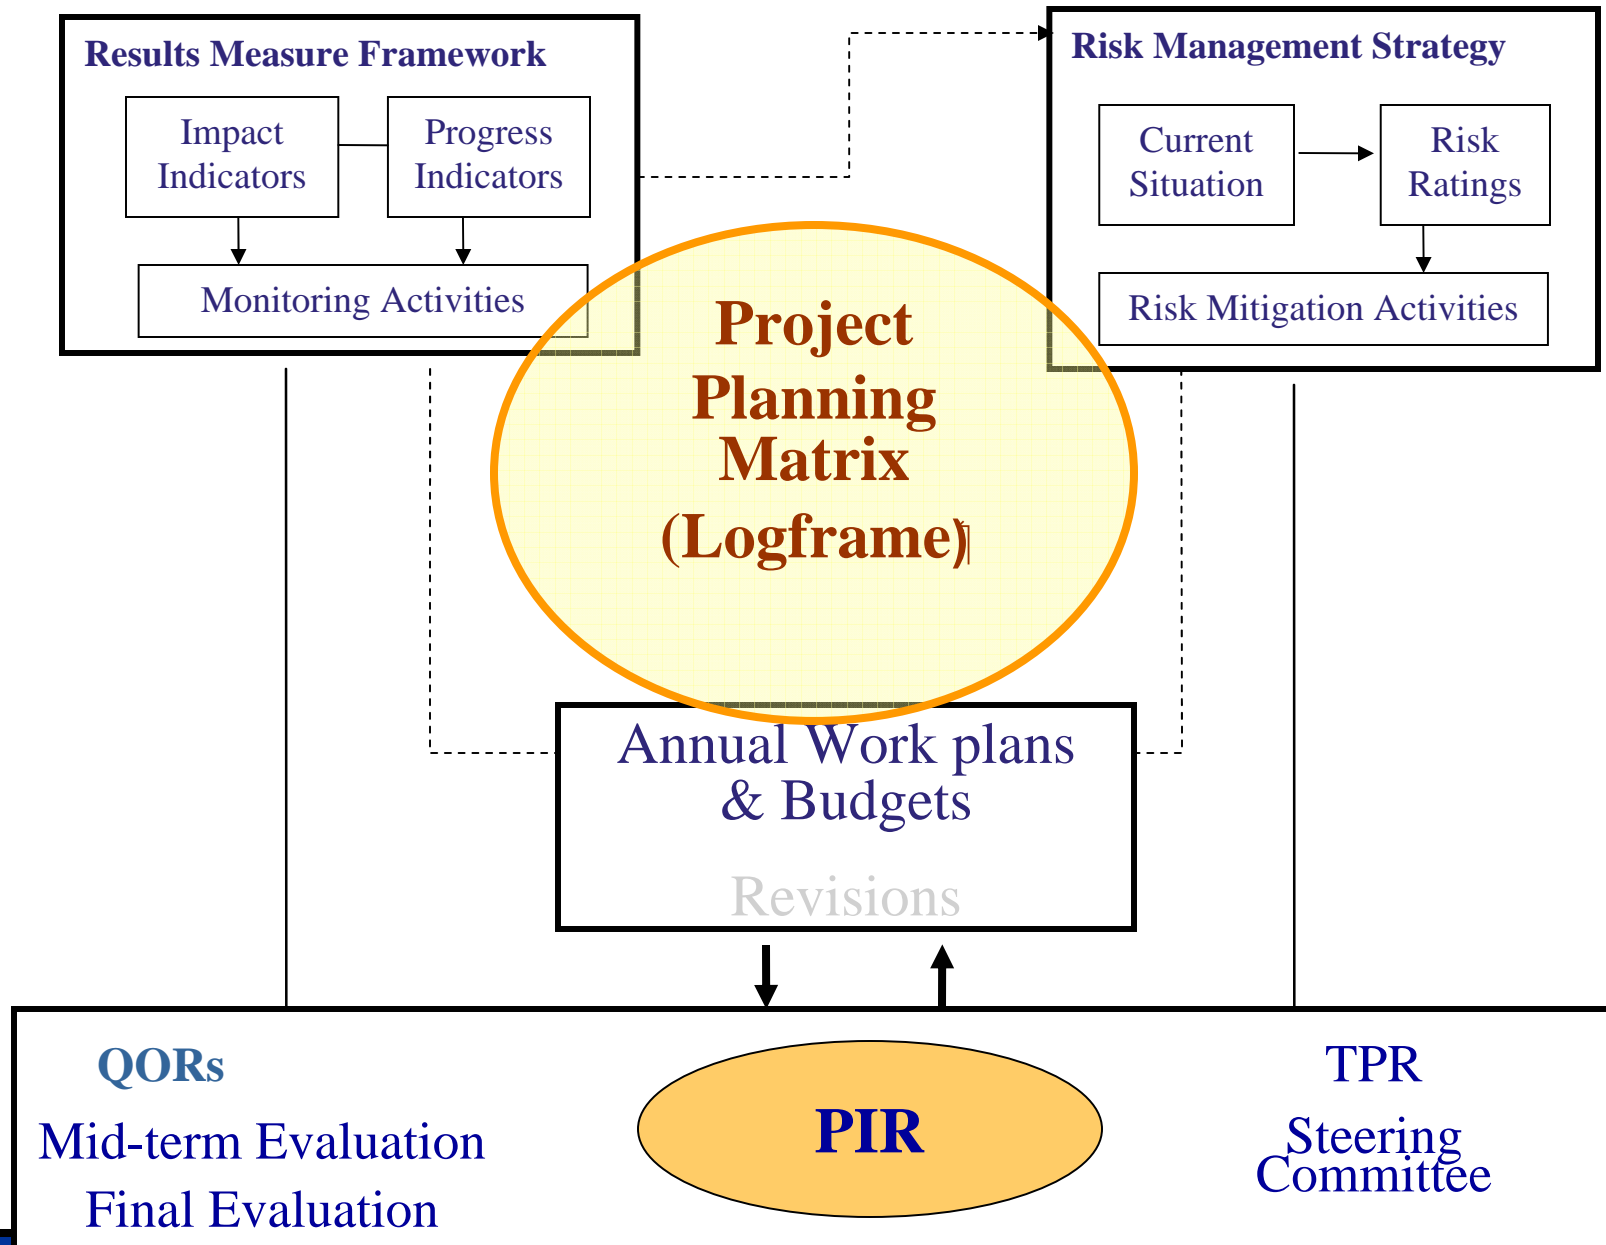 Results Measure Framework
Impact
Indicators
Progress
Indicators
Monitoring Activities
Risk Management Strategy
Current
Situation
Risk
Ratings
Risk Mitigation Activities
Project
Planning
Matrix
(Logframe)
Annual Work plans
& Budgets
Revisions
QORs
Mid-term Evaluation
Final Evaluation
PIR
TPR
Steering
Committee